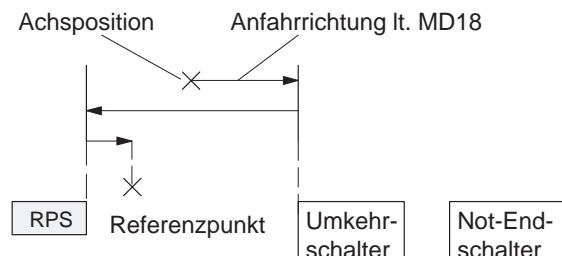 Achsposition
Anfahrrichtung lt. MD18
RPS
Referenzpunkt
Umkehr-
schalter
Not-End-
schalter